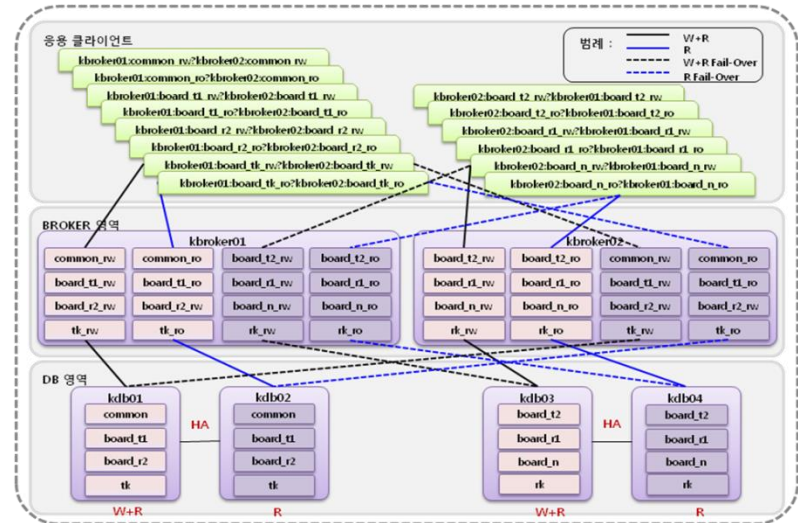 응용 클라이언트
범례 :
W+R
R
W+R Fail-Over
R Fail-Over
kbroker01:common_rw?kbroker02:common_rw
kbroker01:common_ro?kbroker02:common_ro
kbroker01:board_t1_rw?kbroker02:board_t1_rw
kbroker01:board_t1_ro?kbroker02:board_t1_ro
kbroker01:board_r2_rw?kbroker02:board_r2_rw
kbroker01:board_r2_ro?kbroker02:board_r2_ro
kbroker01:board_tk_rw?kbroker02:board_tk_rw
kbroker01:board_tk_ro?kbroker02:board_tk_ro
kbroker02:board_t2_rw?kbroker01:board_t2_rw
kbroker02:board_t2_ro?kbroker01:board_t2_ro
kbroker02:board_r1_rw?kbroker01:board_r1_rw
kbroker02:board_r1_ro?kbroker01:board_r1_ro
kbroker02:board_n_rw?kbroker01:board_n_rw
kbroker02:board_n_ro?kbroker01:board_n_ro
BROKER 영역
kbroker01
common_rw common_ro board_t2_rw board_t2_ro
board_t1_rw board_t1_ro board_r1_rw board_r1_ro
board_r2_rw board_r2_rw board_n_rw board_n_ro
tk_rw tk_ro rk_rw rk_ro
kbroker02
board_t2_rw board_t2_ro common_rw common_ro
board_r1_rw board_r1_ro board_t1_rw board_t1_ro
board_n_rw board_n_ro board_r2_rw board_r2_rw
rk_rw rk_ro tk_rw tk_ro
DB 영역
kdb01
common
board_t1
board_r2
tk
W+R
HA
kdb02
common
board_t1
board_r2
tk
R
kdb03
board_t2
board_r1
board_n
rk
W+R
HA
kdb04
board_t2
board_r1
board_n
rk
R